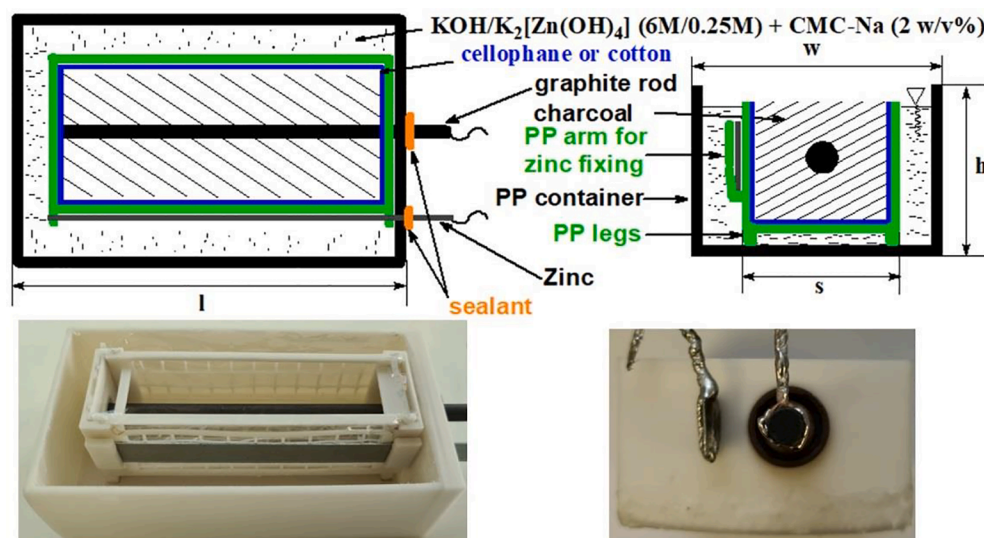 KOH/K2[Zn(OH)4] (6M/0.25M) + CMC-Na (2 w/v%)
cellophane or cotton
w
graphite rod
charcoal
PP arm for
zinc fixing
h
PP container
PP legs
Zinc
s
l
sealant